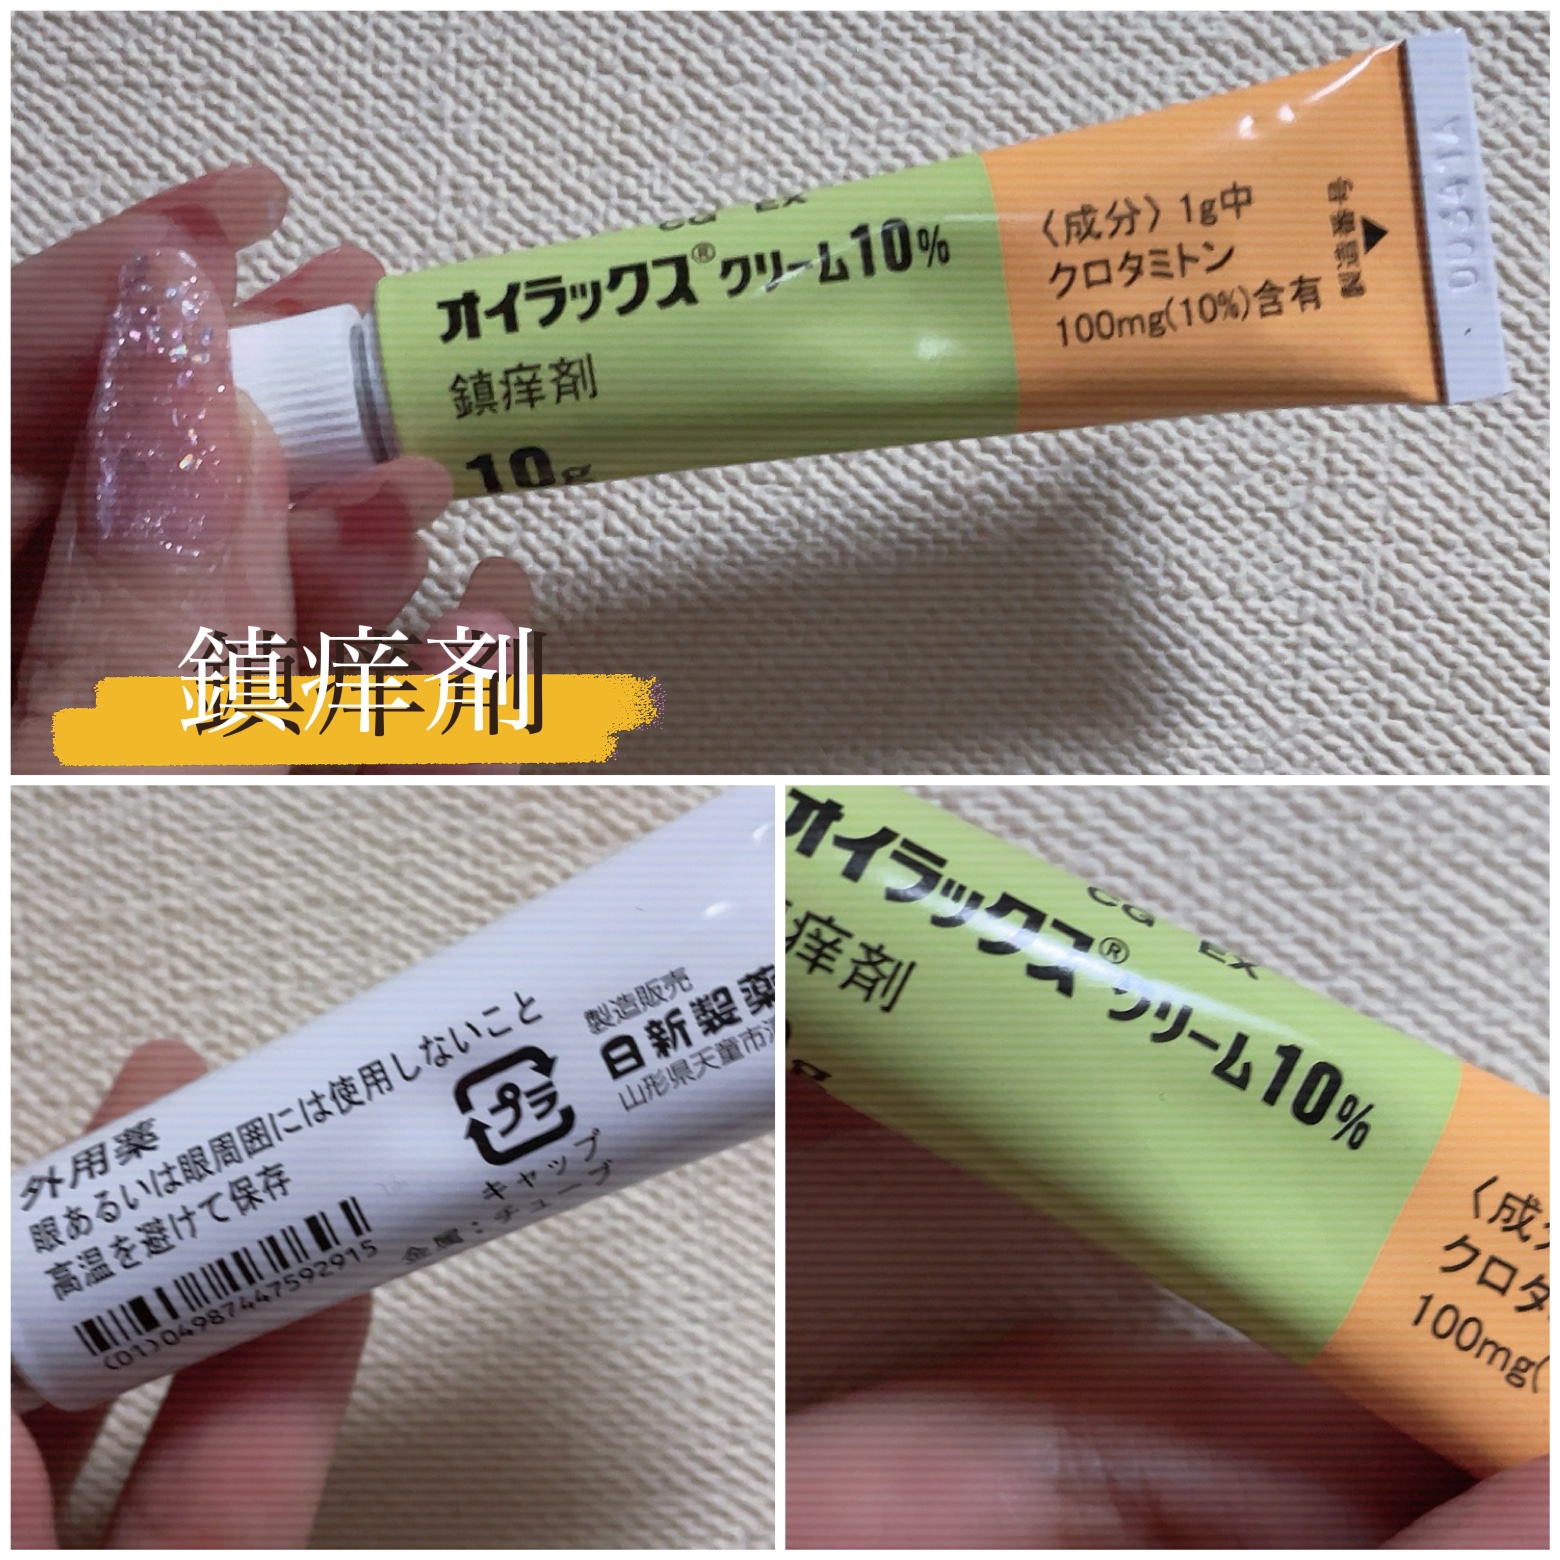 CG EX
オイラックス®クリーム10%
鎮痒剤
10g
〈成分〉1g中
クロタミトン
100mg(10%)含有
製造番号
鎮痒剤
外用薬
眼あるいは眼周囲には使用しないこと
高温を避けて保存
(01)04987447592915
プラ
キャップ
金属:チューブ
製造販売
日新製薬
山形県天童市
CG EX
オイラックス®クリーム10%
痒剤
g
〈成
クロタ
100mg(